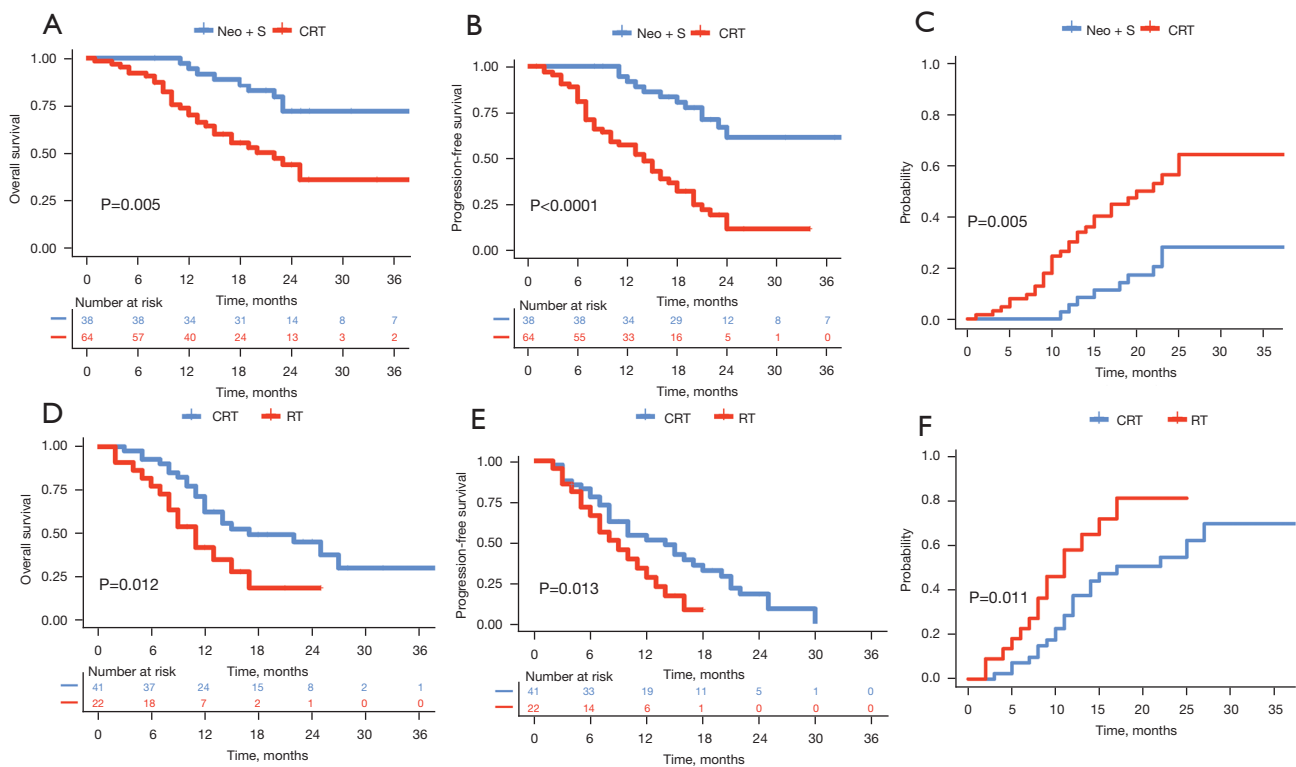 A
Neo + S CRT
Overall survival
1.00
0.75
0.50
0.25
0.00
P=0.005
0 6 12 18 24 30 36
Time, months
Number at risk
38 38 34 31 14 8 7
64 57 40 24 13 3 2
0 6 12 18 24 30 36
Time, months
B
Neo + S CRT
Progression-free survival
1.00
0.75
0.50
0.25
0.00
P<0.0001
0 6 12 18 24 30 36
Time, months
Number at risk
38 38 34 29 12 8 7
64 55 33 16 5 1 0
0 6 12 18 24 30 36
Time, months
C
Neo + S CRT
Probability
1.0
0.8
0.6
0.4
0.2
0.0
P=0.005
0 5 10 15 20 25 30 35
Time, months
D
CRT RT
Overall survival
1.00
0.75
0.50
0.25
0.00
P=0.012
0 6 12 18 24 30 36
Time, months
Number at risk
41 37 24 15 8 2 1
22 18 7 2 1 0 0
0 6 12 18 24 30 36
Time, months
E
CRT RT
Progression-free survival
1.00
0.75
0.50
0.25
0.00
P=0.013
0 6 12 18 24 30 36
Time, months
Number at risk
41 33 19 11 5 1 0
22 14 6 1 0 0 0
0 6 12 18 24 30 36
Time, months
F
CRT RT
Probability
1.0
0.8
0.6
0.4
0.2
0.0
P=0.011
0 5 10 15 20 25 30 35
Time, months